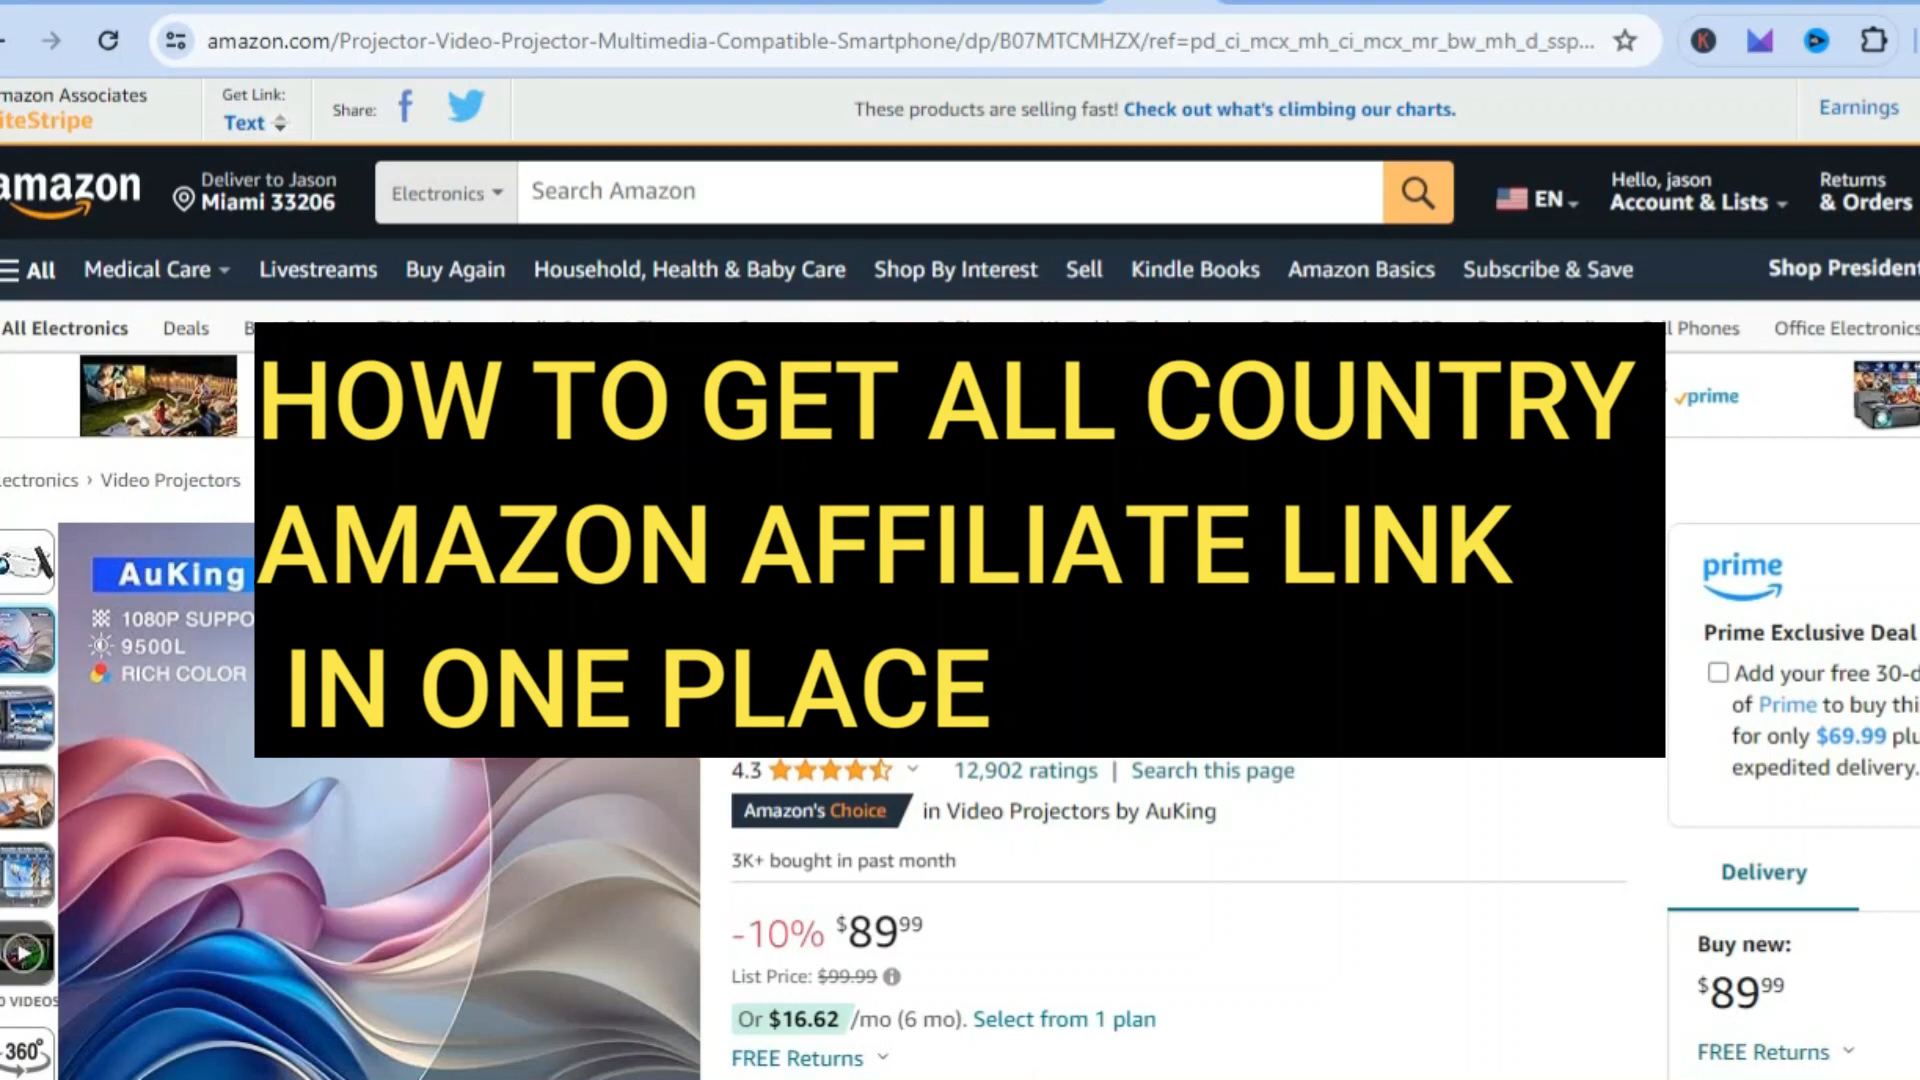 amazon.com/Projector-Video-Projector-Multimedia-Compatible-Smartphone/dp/B07MTCMHZX/ref=pd_ci_mcx_mh_ci_mcx_mr_bw_mh_d_ssp...
mazon Associates
iteStripe
Get Link:
Text
Share:
These products are selling fast! Check out what's climbing our charts.
Earnings
amazon
Deliver to Jason
Miami 33206
Electronics
Search Amazon
EN
Hello, jason
Account & Lists
Returns
& Orders
All
Medical Care
Livestreams
Buy Again
Household, Health & Baby Care
Shop By Interest
Sell
Kindle Books
Amazon Basics
Subscribe & Save
Shop President
All Electronics
Deals
l Phones
Office Electronics
HOW TO GET ALL COUNTRY
AMAZON AFFILIATE LINK
IN ONE PLACE
prime
ectronics › Video Projectors
AuKing
1080P SUPPO
9500L
RICH COLOR
0 VIDEOS
360°
4.3
12,902 ratings | Search this page
Amazon's Choice in Video Projectors by AuKing
3K+ bought in past month
-10% $89 99
List Price: $99.99
Or $16.62 /mo (6 mo). Select from 1 plan
FREE Returns
prime
Prime Exclusive Deal
Add your free 30-d
of Prime to buy thi
for only $69.99 plu
expedited delivery.
Delivery
Buy new:
$89 99
FREE Returns